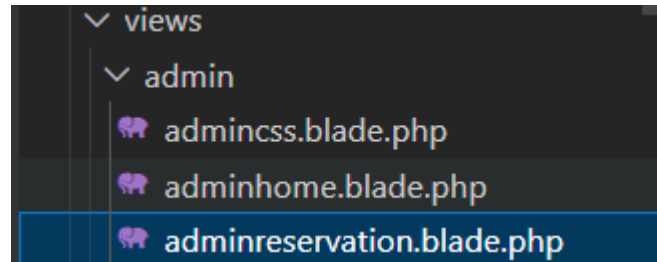 views
admin
admincss.blade.php
adminhome.blade.php
adminreservation.blade.php